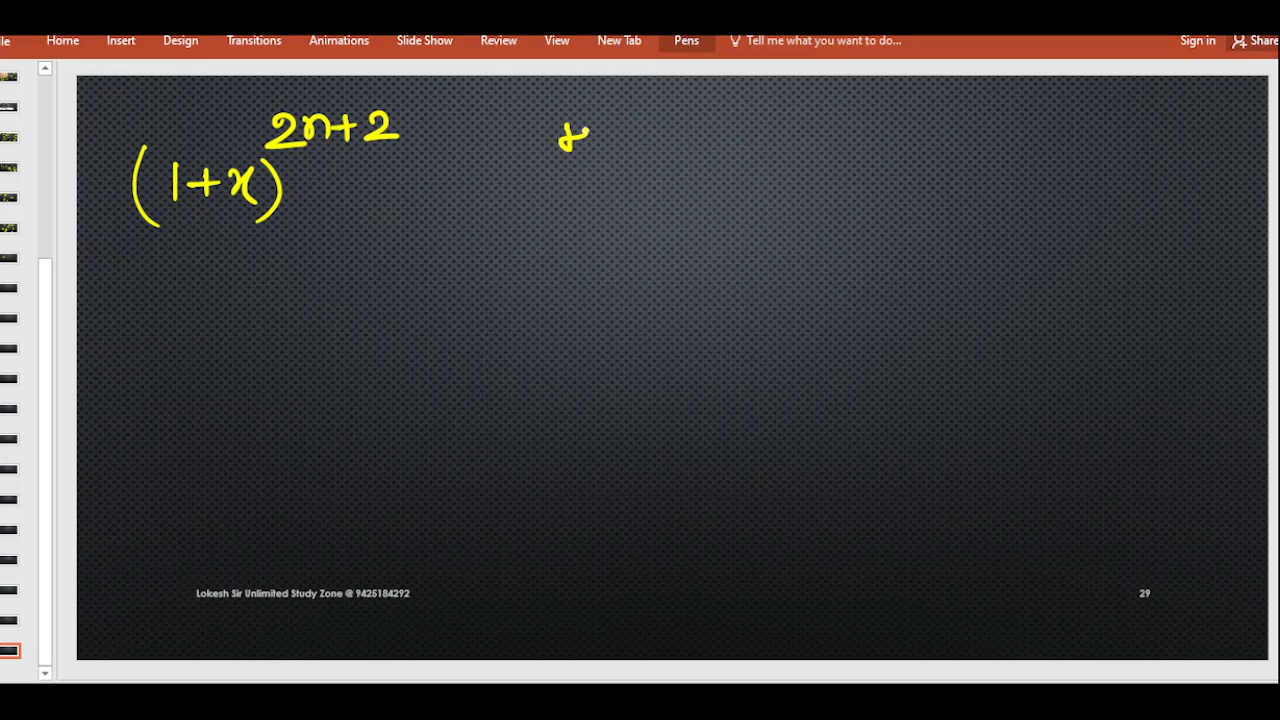 Home Insert Design Transitions Animations Slide Show Review View New Tab Pens Tell me what you want to do... Sign in Share
(1+x)^{2n+2}
Lokesh Sir Unlimited Study Zone @ 9425184292 29